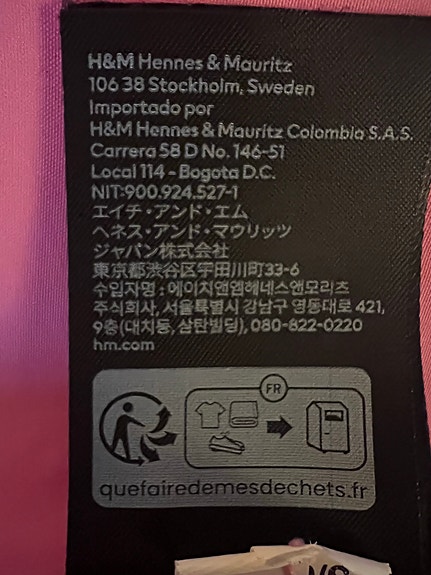 H&M Hennes & Mauritz
106 38 Stockholm, Sweden
Importado por
H&M Hennes & Mauritz Colombia S.A.S.
Carrera 58 D No. 146-51
Local 114 - Bogota D.C.
NIT:900.924.527-1
エイチ・アンド・エム
ヘネス・アンド・マウリッツ
ジャパン株式会社
東京都渋谷区宇田川町33-6
수입자명 : 에이치앤엠헤네스앤모리츠
주식회사, 서울특별시 강남구 영동대로 421,
9층(대치동, 삼탄빌딩), 080-822-0220
hm.com
FR
quefairedemesdechets.fr